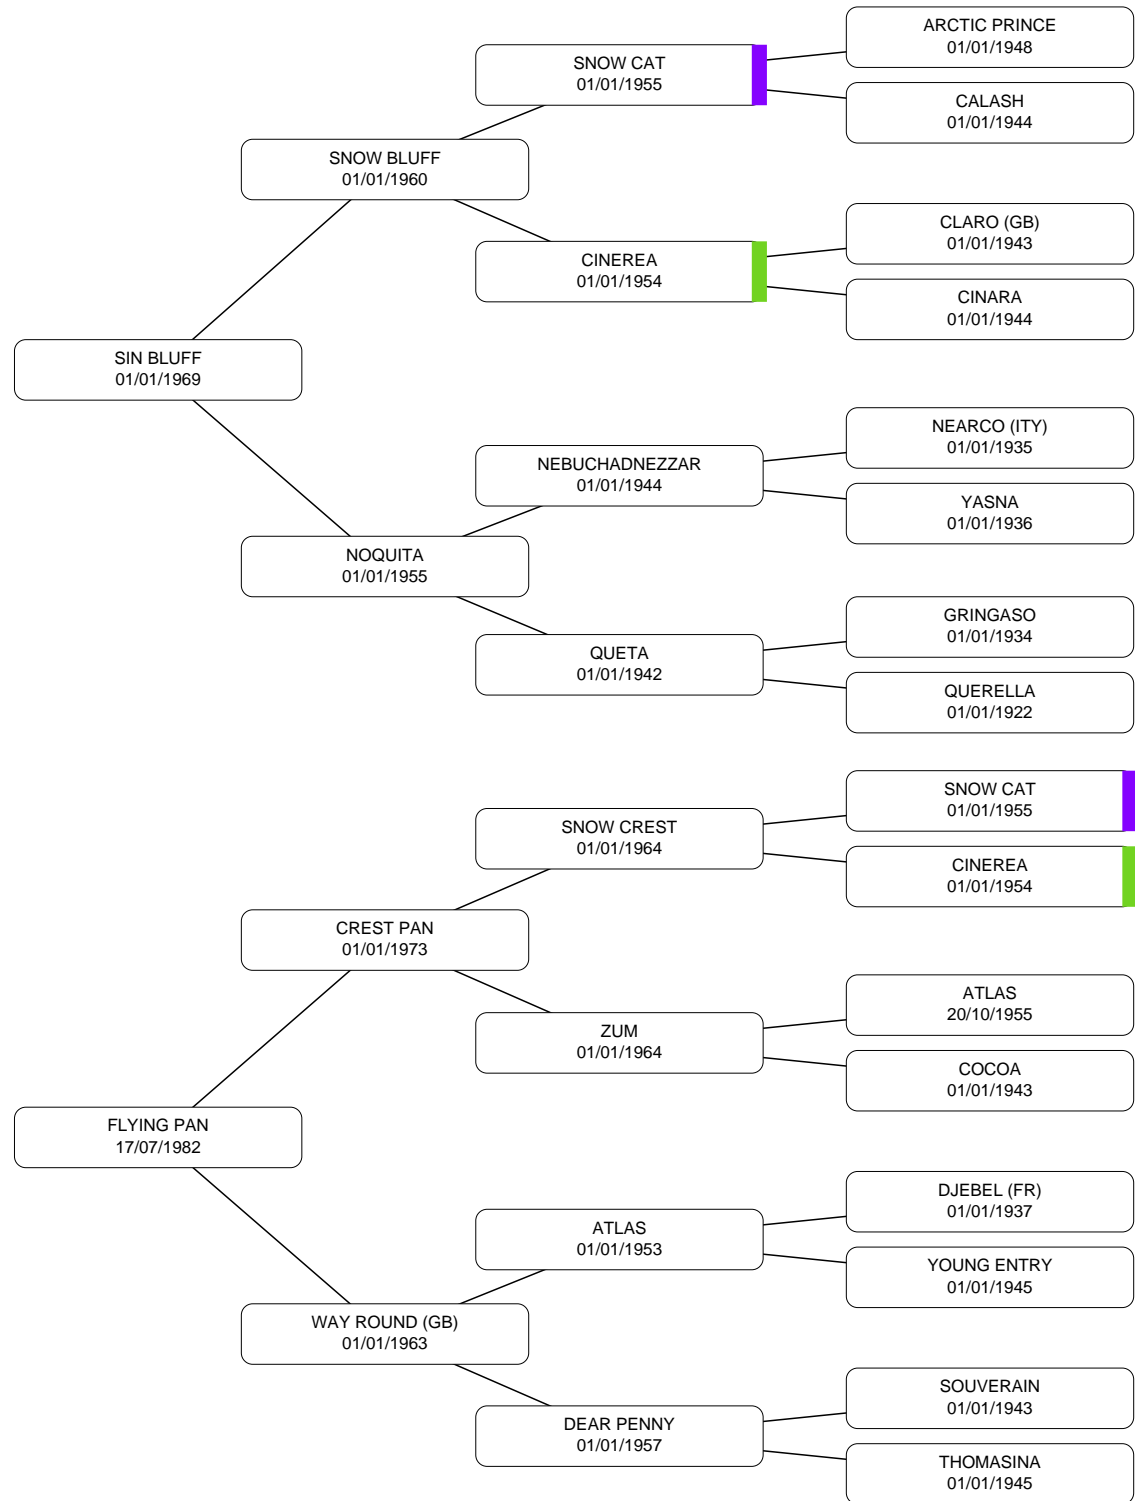 ARCTIC PRINCE
01/01/1948
SNOW CAT
01/01/1955
CALASH
01/01/1944
SNOW BLUFF
01/01/1960
CLARO (GB)
01/01/1943
CINEREA
01/01/1954
CINARA
01/01/1944
SIN BLUFF
01/01/1969
NEARCO (ITY)
01/01/1935
NEBUCHADNEZZAR
01/01/1944
YASNA
01/01/1936
NOQUITA
01/01/1955
GRINGASO
01/01/1934
QUETA
01/01/1942
QUERELLA
01/01/1922
SNOW CAT
01/01/1955
SNOW CREST
01/01/1964
CINEREA
01/01/1954
CREST PAN
01/01/1973
ATLAS
20/10/1955
ZUM
01/01/1964
COCOA
01/01/1943
FLYING PAN
17/07/1982
DJEBEL (FR)
01/01/1937
ATLAS
01/01/1953
YOUNG ENTRY
01/01/1945
WAY ROUND (GB)
01/01/1963
SOUVERAIN
01/01/1943
DEAR PENNY
01/01/1957
THOMASINA
01/01/1945